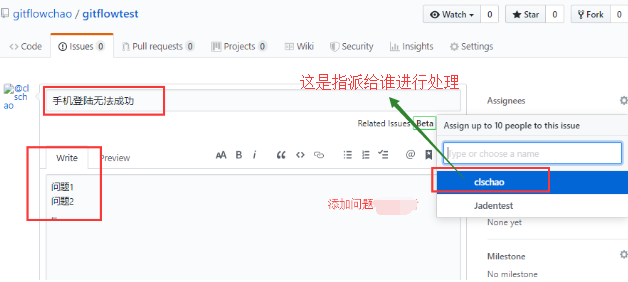 gitflowchao / gitflowtest
Watch 0 Star 0 Fork 0
Code Issues 0 Pull requests 0 Projects 0 Wiki Security Insights Settings
@cl
schao
手机登陆无法成功
这是指派给谁进行处理
Assignees
Related Issues Beta
Assign up to 10 people to this issue
Write Preview
AA B i
Type or choose a name
问题1
问题2
clschao
Jadentest
添加问题
None yet
Milestone
No milestone